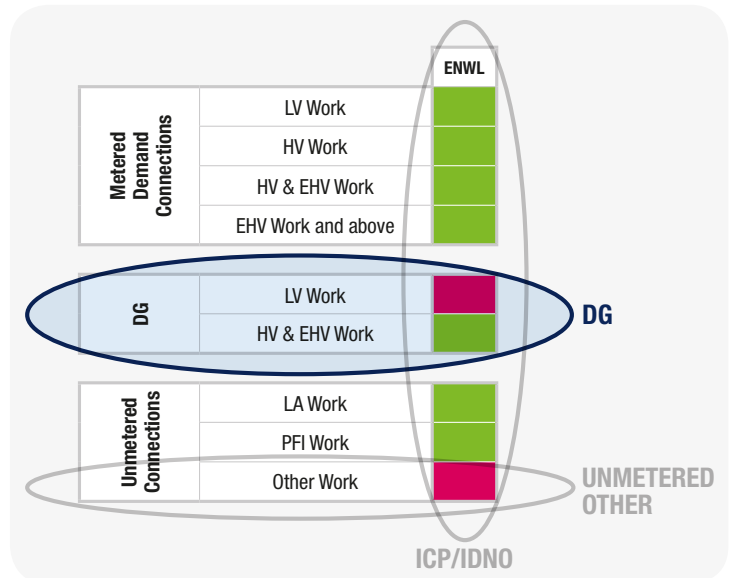 ENWL
Metered
Demand
Connections
LV Work
HV Work
HV & EHV Work
EHV Work and above
DG
LV Work
HV & EHV Work
DG
Unmetered
Connections
LA Work
PFI Work
Other Work
UNMETERED
OTHER
ICP/IDNO